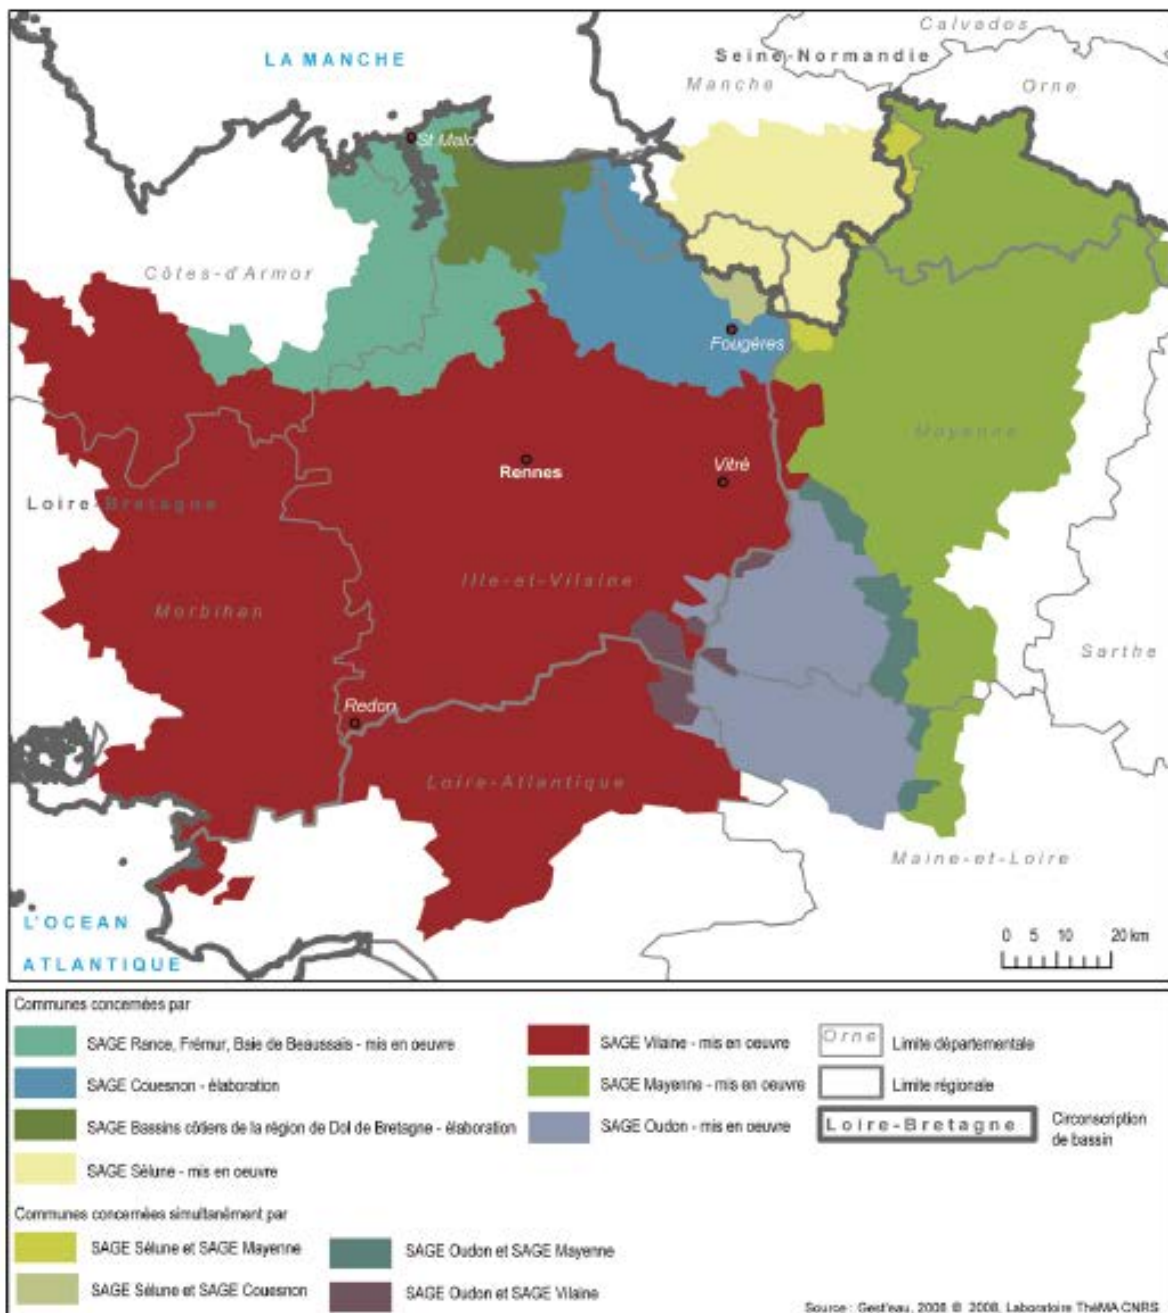 Calvados
LA MANCHE
Seine-Normandie
Manche
Orne
St Malo
Côtes-d'Armor
Fougères
Mayenne
Rennes
Vitré
Loire-Bretagne
Ille-et-Vilaine
Morbihan
Sarthe
Redon
Loire-Atlantique
Maine-et-Loire
L'OCEAN
ATLANTIQUE
0 5 10 20 km
Communes concernées par
SAGE Rance, Frémur, Baie de Beaussais - mis en oeuvre
SAGE Couesnon - élaboration
SAGE Bassins côtiers de la région de Dol de Bretagne - élaboration
SAGE Sélune - mis en oeuvre
SAGE Vilaine - mis en oeuvre
SAGE Mayenne - mis en oeuvre
SAGE Oudon - mis en oeuvre
Orne
Limite départementale
Limite régionale
Loire-Bretagne
Circonscription
de bassin
Communes concernées simultanément par
SAGE Sélune et SAGE Mayenne
SAGE Sélune et SAGE Couesnon
SAGE Oudon et SAGE Mayenne
SAGE Oudon et SAGE Vilaine
Source : Gest'eau, 2008 © 2008, Laboratoire ThéMA CNRS